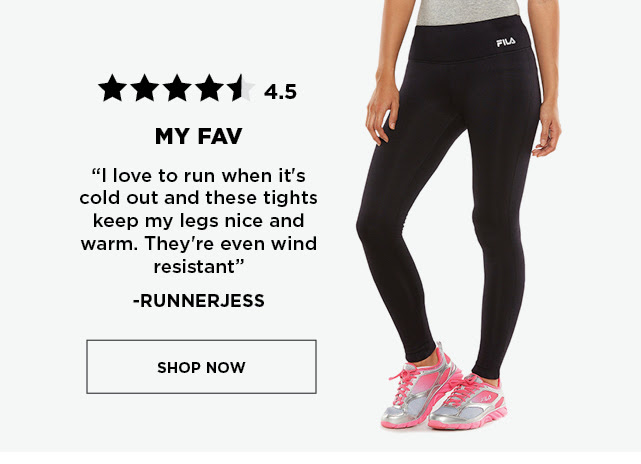 FILA
4.5
MY FAV
“I love to run when it's
cold out and these tights
keep my legs nice and
warm. They're even wind
resistant”
-RUNNERJESS
SHOP NOW